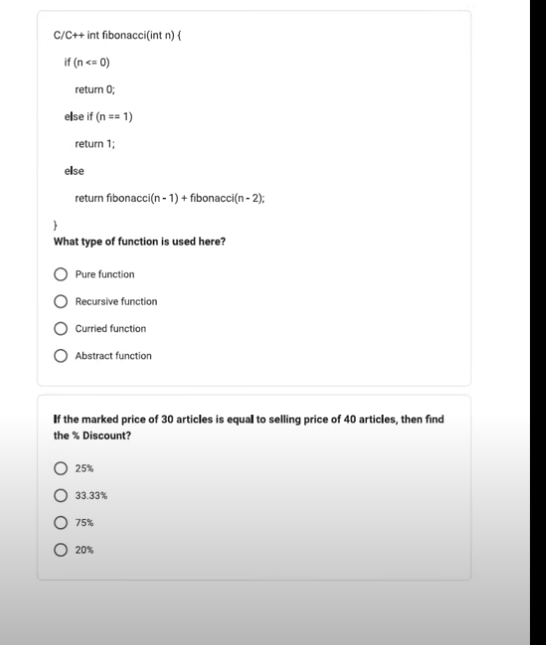 C/C++ int fibonacci(int n) {
if (n <= 0)
return 0;
else if (n == 1)
return 1;
else
return fibonacci(n - 1) + fibonacci(n - 2);
}
What type of function is used here?
Pure function
Recursive function
Curried function
Abstract function
If the marked price of 30 articles is equal to selling price of 40 articles, then find
the % Discount?
25%
33.33%
75%
20%